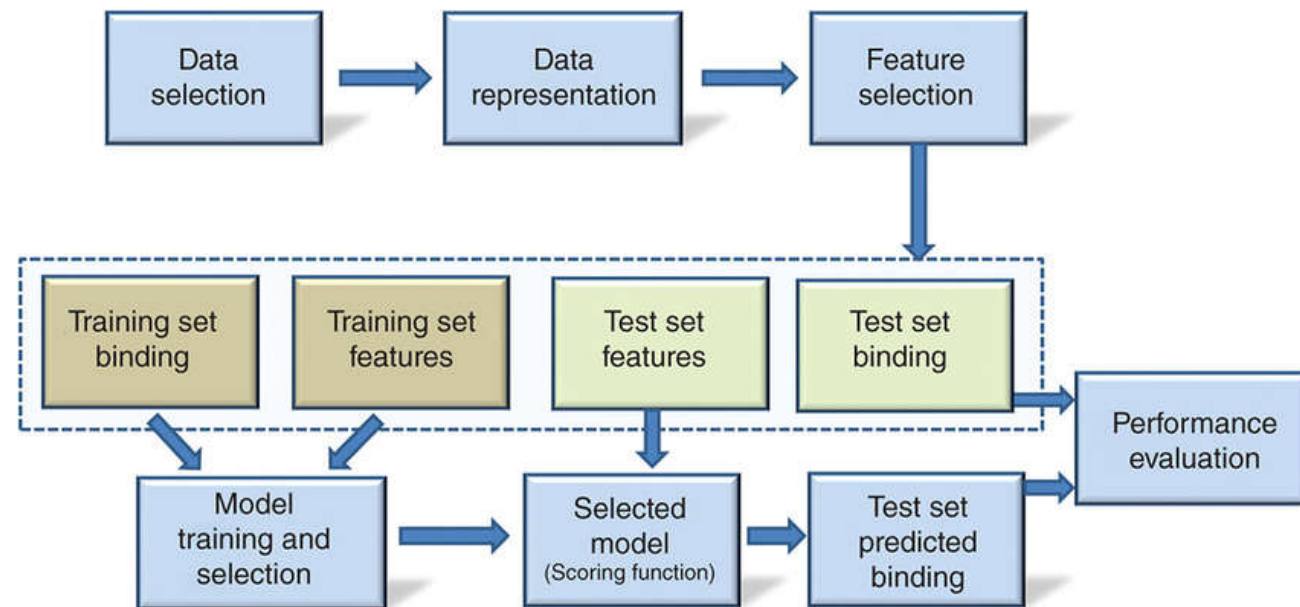 Data
selection
Data
representation
Feature
selection
Training set
binding
Training set
features
Test set
features
Test set
binding
Performance
evaluation
Model
training and
selection
Selected
model
(Scoring function)
Test set
predicted
binding